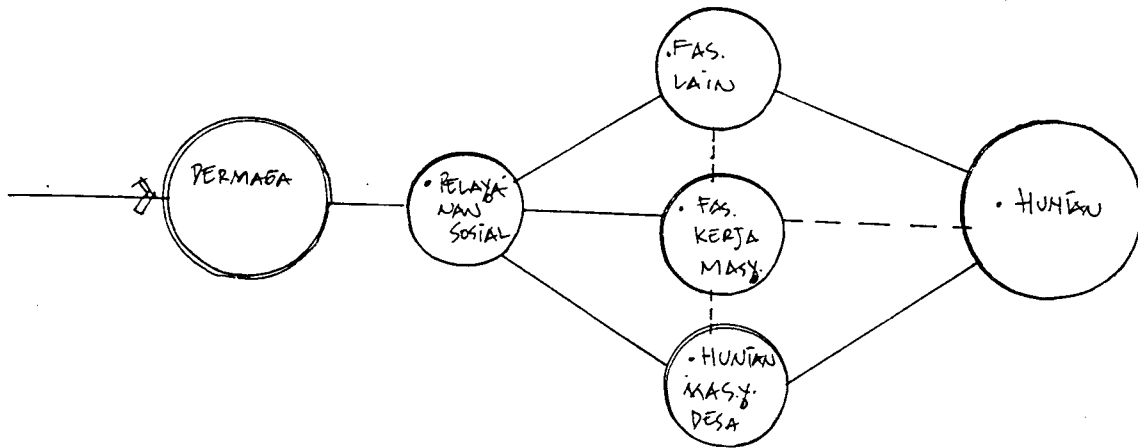 DERMAGA
• PELAYA-
NAN
SOSIAL
• FAS.
LAIN
• FAS.
KERJA
MASY.
• HUNIAN
MASY.
DESA
• HUNIAN